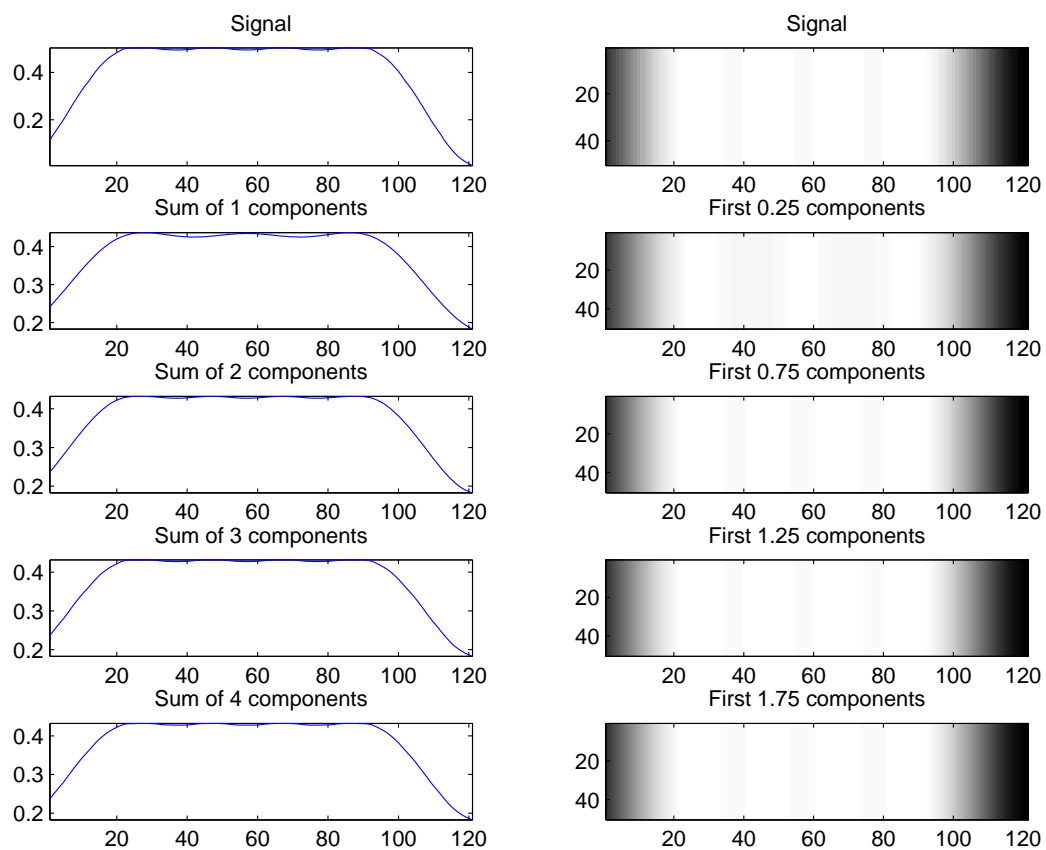 Signal
0.4
0.2
20 40 60 80 100 120
Sum of 1 components
0.4
0.3
0.2
20 40 60 80 100 120
Sum of 2 components
0.4
0.3
0.2
20 40 60 80 100 120
Sum of 3 components
0.4
0.3
0.2
20 40 60 80 100 120
Sum of 4 components
0.4
0.3
0.2
20 40 60 80 100 120
Signal
20
40
20 40 60 80 100 120
First 0.25 components
20
40
20 40 60 80 100 120
First 0.75 components
20
40
20 40 60 80 100 120
First 1.25 components
20
40
20 40 60 80 100 120
First 1.75 components
20
40
20 40 60 80 100 120